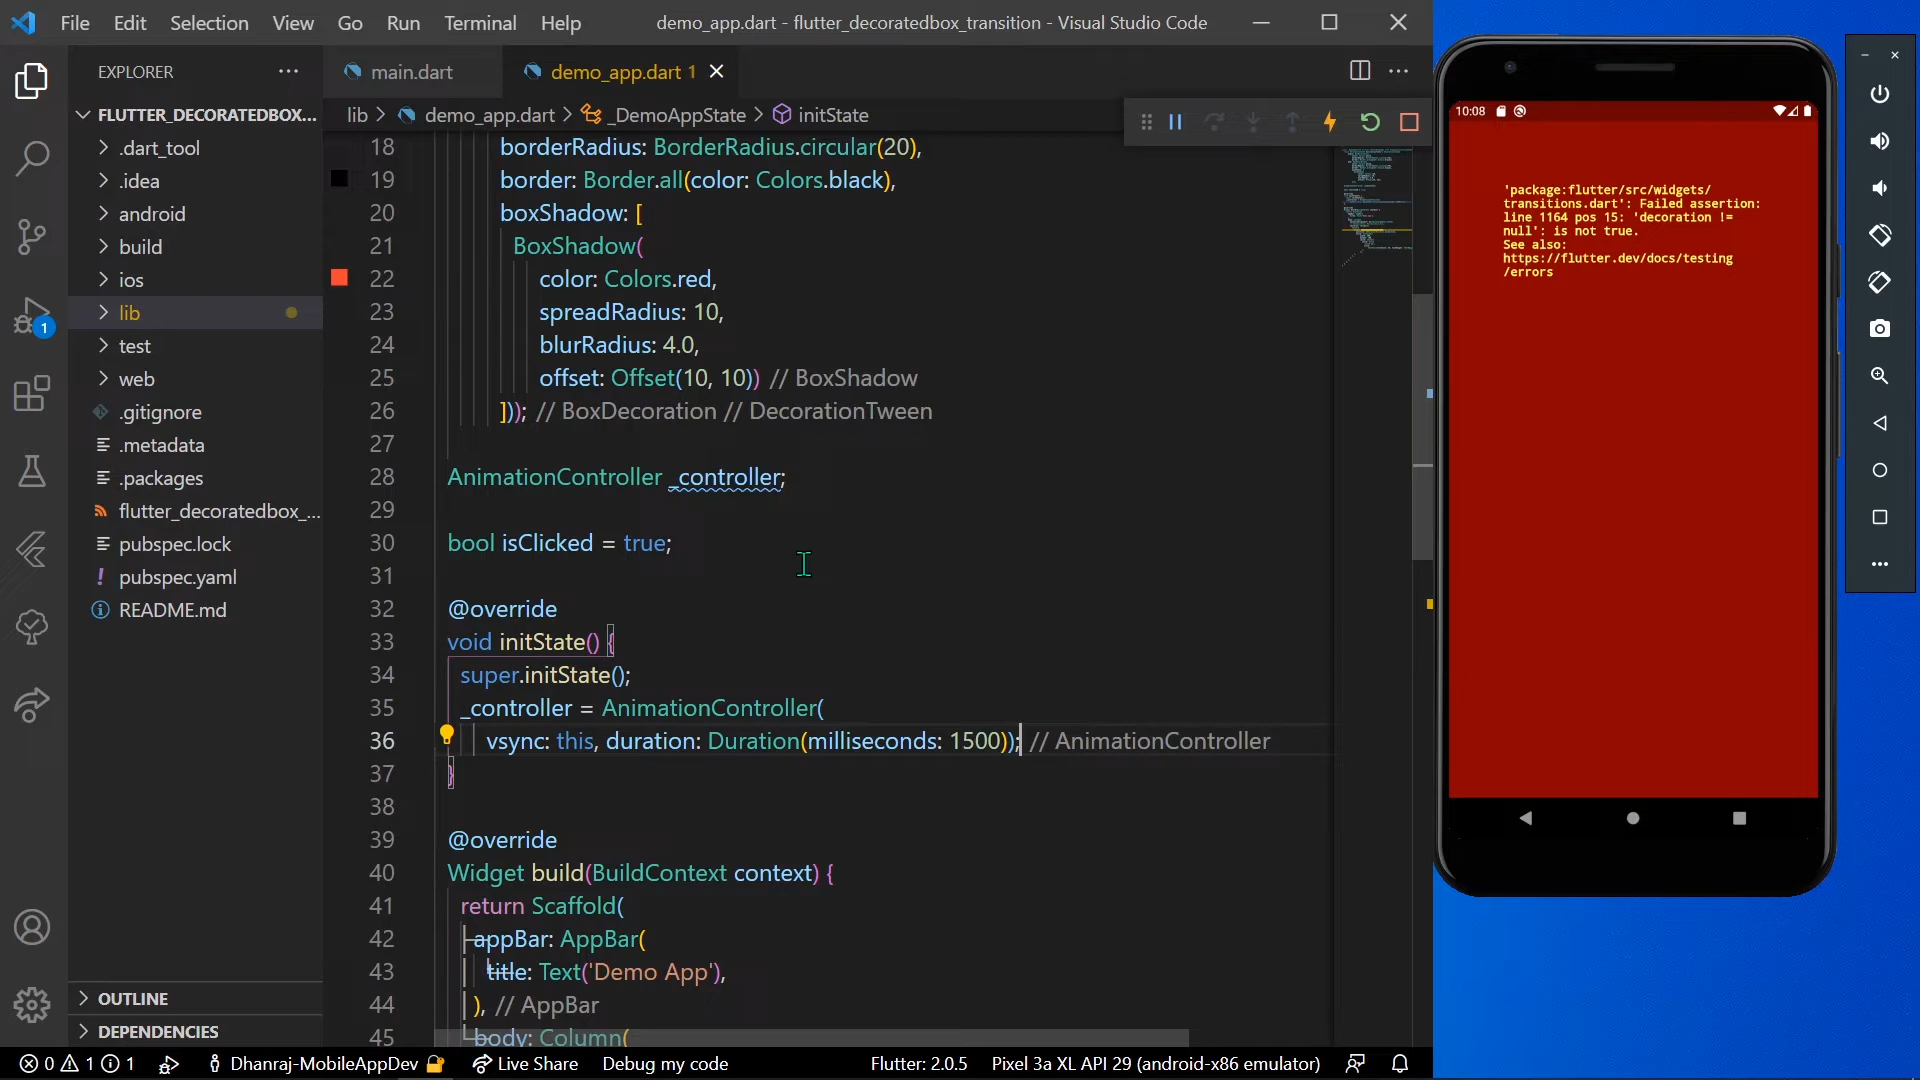 File Edit Selection View Go Run Terminal Help
demo_app.dart - flutter_decoratedbox_transition - Visual Studio Code
EXPLORER
FLUTTER_DECORATEDBOX...
.dart_tool
.idea
android
build
ios
lib
test
web
.gitignore
.metadata
.packages
flutter_decoratedbox_...
pubspec.lock
pubspec.yaml
README.md
OUTLINE
DEPENDENCIES
1
main.dart
demo_app.dart 1
lib > demo_app.dart > _DemoAppState > initState
18 borderRadius: BorderRadius.circular(20),
19 border: Border.all(color: Colors.black),
20 boxShadow: [
21 BoxShadow(
22 color: Colors.red,
23 spreadRadius: 10,
24 blurRadius: 4.0,
25 offset: Offset(10, 10)) // BoxShadow
26 ])); // BoxDecoration // DecorationTween
27
28 AnimationController _controller;
29
30 bool isClicked = true;
31
32 @override
33 void initState() {
34 super.initState();
35 _controller = AnimationController(
36 vsync: this, duration: Duration(milliseconds: 1500)); // AnimationController
37 }
38
39 @override
40 Widget build(BuildContext context) {
41 return Scaffold(
42 appBar: AppBar(
43 title: Text('Demo App'),
44 ), // AppBar
45 body: Column(
0 1 1 Dhanraj-MobileAppDev Live Share Debug my code Flutter: 2.0.5 Pixel 3a XL API 29 (android-x86 emulator)
10:08
'package:flutter/src/widgets/
transitions.dart': Failed assertion:
line 1164 pos 15: 'decoration !=
null': is not true.
See also:
https://flutter.dev/docs/testing
/errors